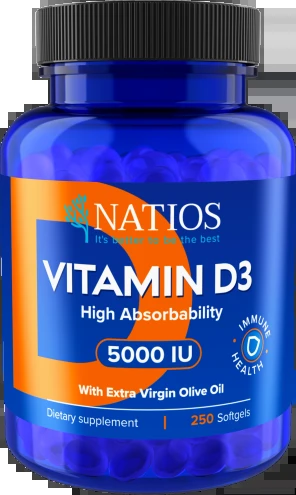 NATIOS
It's better to be the best
VITAMIN D3
High Absorbability
5000 IU
IMMUNE
HEALTH
With Extra Virgin Olive Oil
Dietary supplement | 250 Softgels